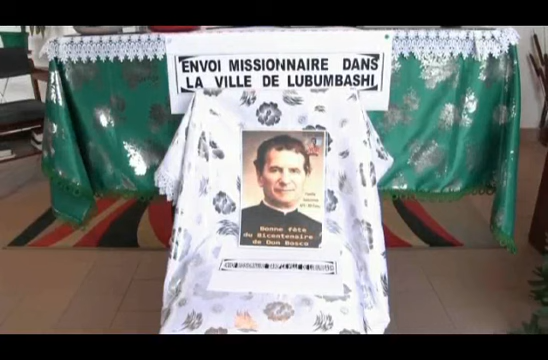 ENVOI MISSIONNAIRE DANS
LA VILLE DE LUBUMBASHI
Bonne fête
du Bicentenaire
de Don Bosco